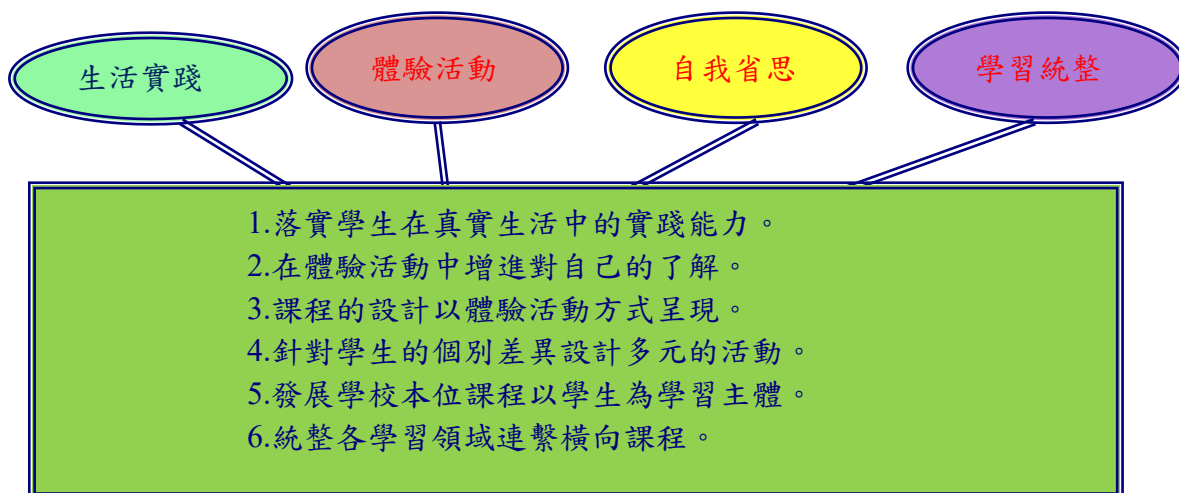 生活實踐
體驗活動
自我省思
學習統整
1.落實學生在真實生活中的實踐能力。
2.在體驗活動中增進對自己的了解。
3.課程的設計以體驗活動方式呈現。
4.針對學生的個別差異設計多元的活動。
5.發展學校本位課程以學生為學習主體。
6.統整各學習領域連繫橫向課程。